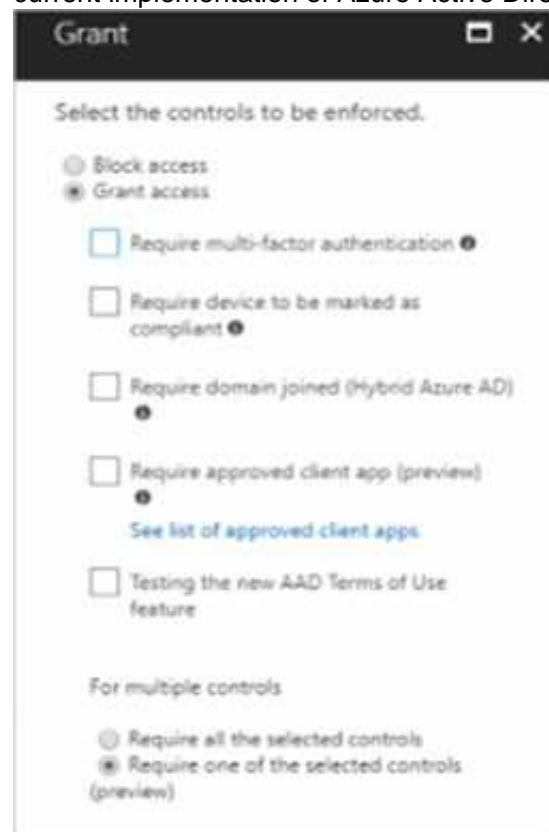 Grant
Select the controls to be enforced.
Block access
Grant access
Require multi-factor authentication
Require device to be marked as
compliant
Require domain joined (Hybrid Azure AD)
Require approved client app (preview)
See list of approved client apps
Testing the new AAD Terms of Use
feature
For multiple controls
Require all the selected controls
Require one of the selected controls
(preview)